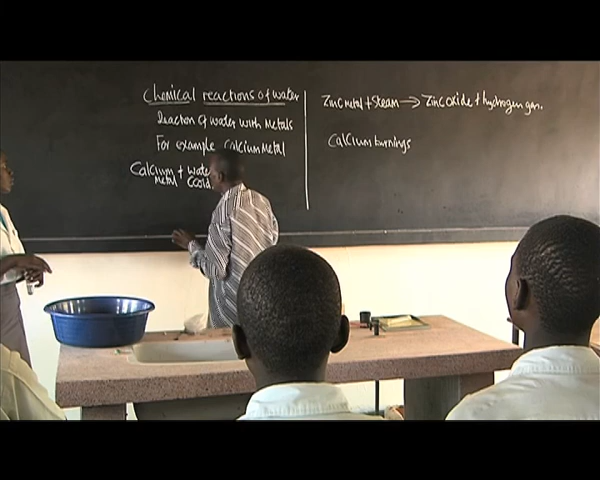 Chemical reactions of water
Reaction of water with metals
For example Calcium Metal
Calcium + Water
metal (cold
Zinc metal + Steam → Zinc oxide + hydrogen gas.
Calcium burnings